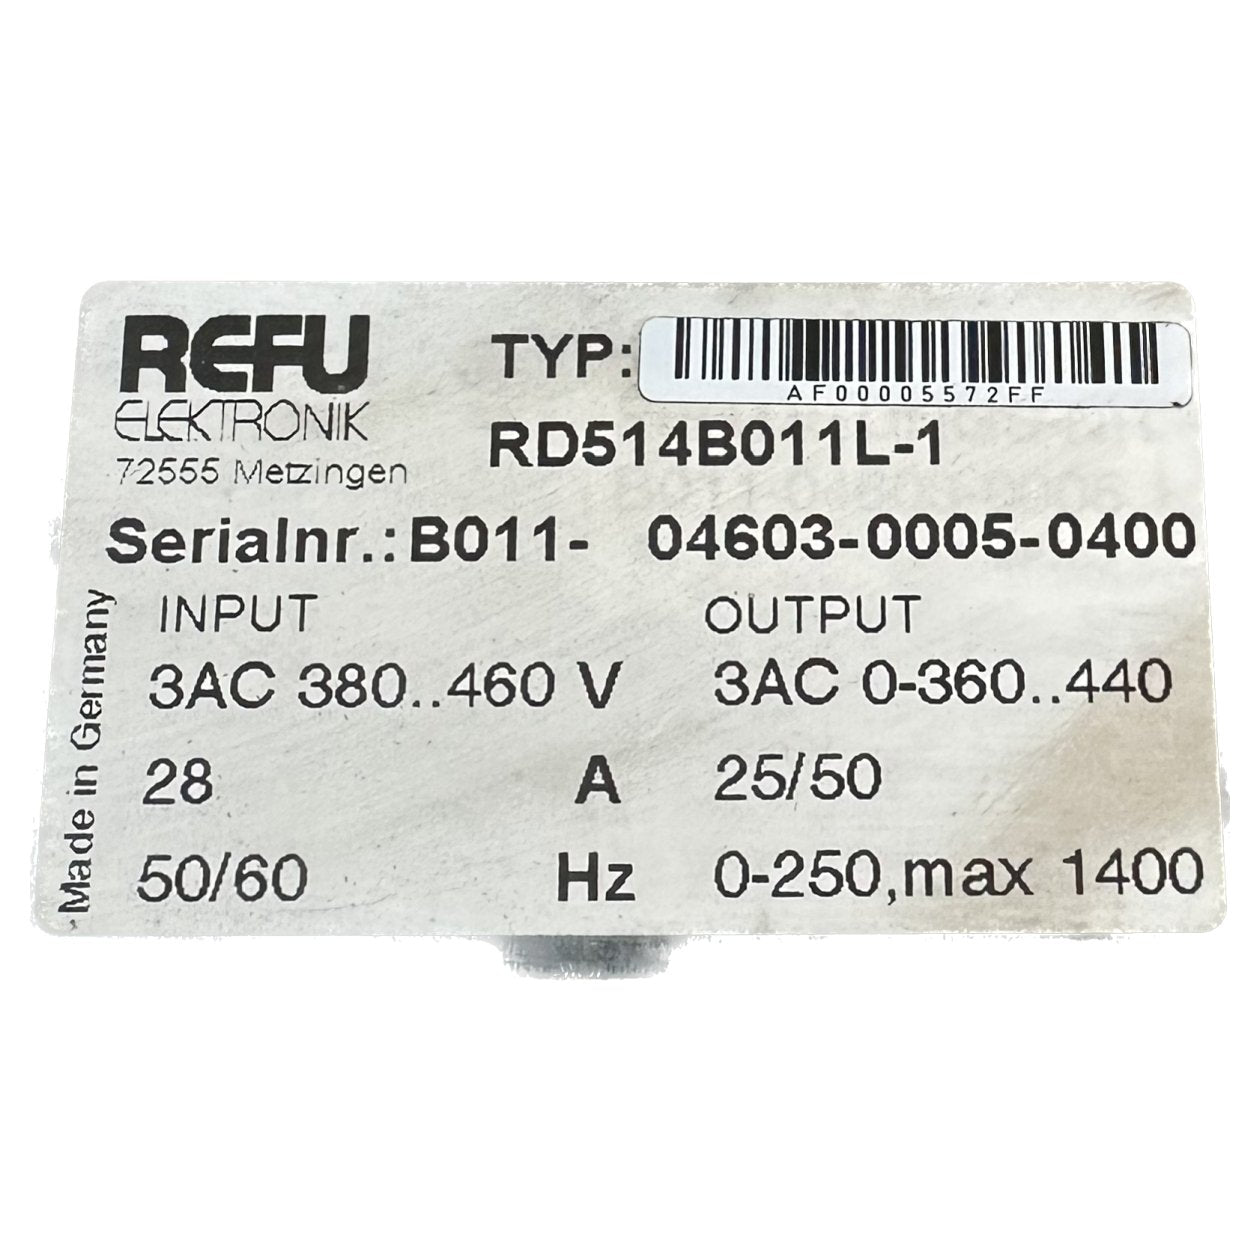 REFU
ELEKTRONIK
72555 Metzingen
TYP:
AF00005572FF
RD514B011L-1
Serialnr.: B011- 04603-0005-0400
INPUT OUTPUT
3AC 380..460 V 3AC 0-360..440
28 A 25/50
50/60 Hz 0-250,max 1400
Made in Germany